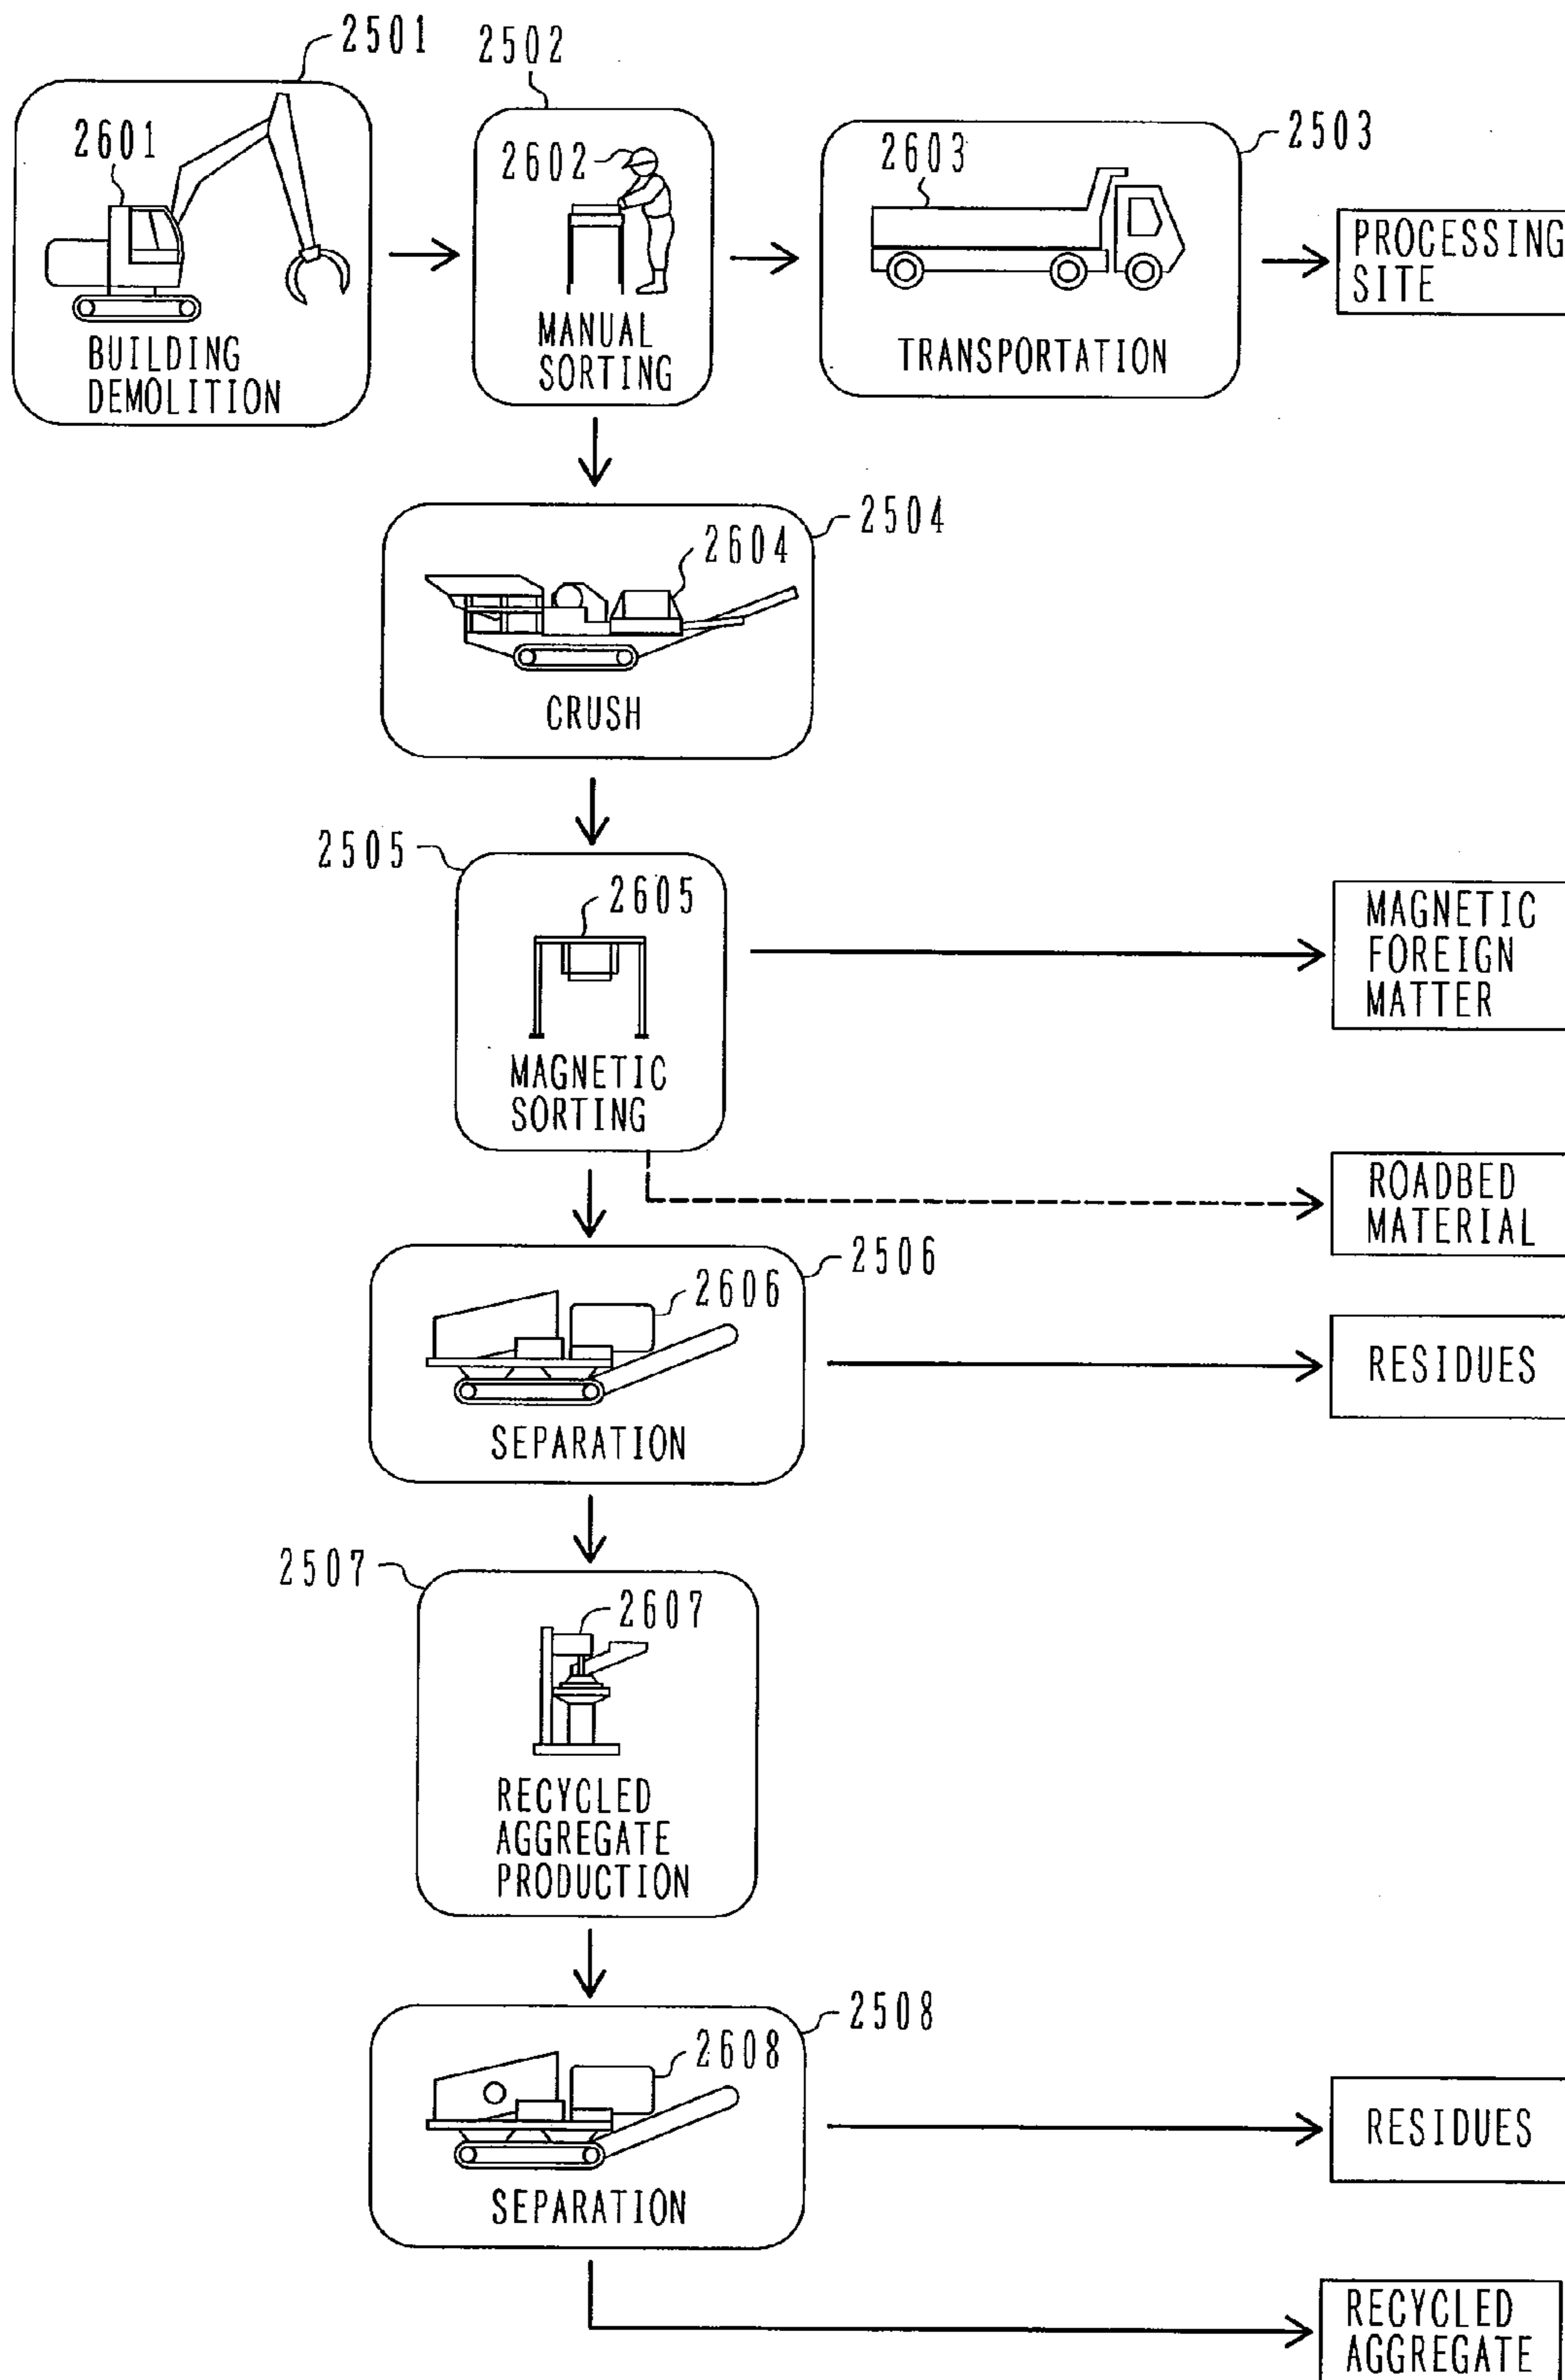 2501
2502
2503
2601
2602
2603
BUILDING
DEMOLITION
MANUAL
SORTING
TRANSPORTATION
PROCESSING
SITE
2504
2604
CRUSH
2505
2605
MAGNETIC
SORTING
MAGNETIC
FOREIGN
MATTER
ROADBED
MATERIAL
2506
2606
SEPARATION
RESIDUES
2507
2607
RECYCLED
AGGREGATE
PRODUCTION
2508
2608
SEPARATION
RESIDUES
RECYCLED
AGGREGATE